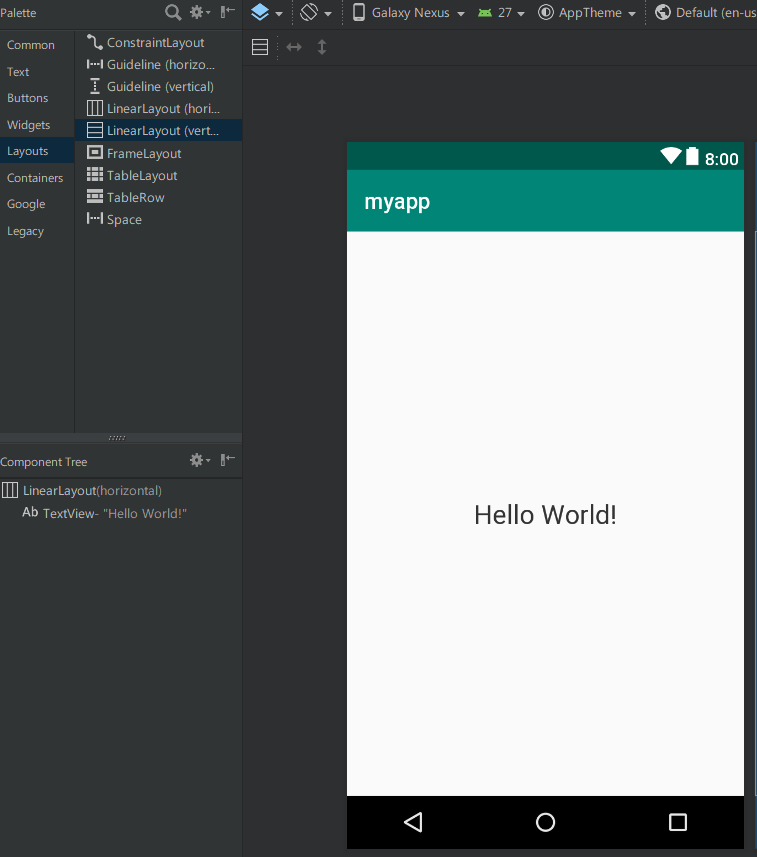 Palette
Galaxy Nexus
27
AppTheme
Default (en-us
Common
Text
Buttons
Widgets
Layouts
Containers
Google
Legacy
ConstraintLayout
Guideline (horizo...
Guideline (vertical)
LinearLayout (hori...
LinearLayout (vert...
FrameLayout
TableLayout
TableRow
Space
Component Tree
LinearLayout(horizontal)
Ab TextView- "Hello World!"
8:00
myapp
Hello World!